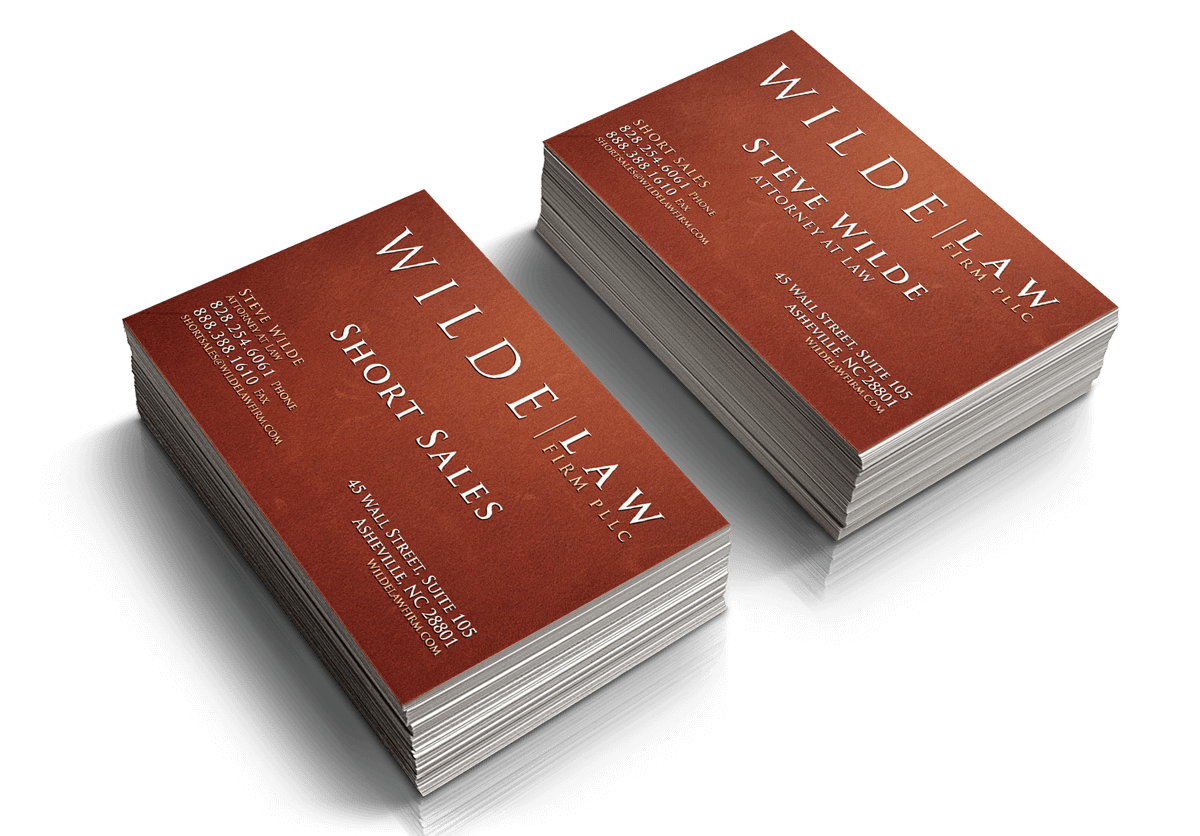 WILDE|LAW
FIRM PLLC
SHORT SALES
STEVE WILDE
ATTORNEY AT LAW
828.254.6061 PHONE
888.388.1610 FAX
SHORTSALES@WILDELAWFIRM.COM
45 WALL STREET, SUITE 105
ASHEVILLE, NC 28801
WILDELAWFIRM.COM
WILDE|LAW
FIRM PLLC
STEVE WILDE
ATTORNEY AT LAW
SHORT SALES
828.254.6061 PHONE
888.388.1610 FAX
SHORTSALES@WILDELAWFIRM.COM
45 WALL STREET, SUITE 105
ASHEVILLE, NC 28801
WILDELAWFIRM.COM